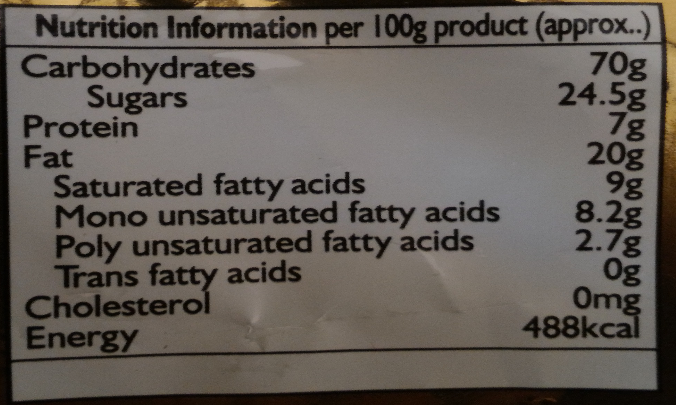 Nutrition Information per 100g product (approx..)
Carbohydrates 70g
Sugars 24.5g
Protein 7g
Fat 20g
Saturated fatty acids 9g
Mono unsaturated fatty acids 8.2g
Poly unsaturated fatty acids 2.7g
Trans fatty acids 0g
Cholesterol 0mg
Energy 488kcal